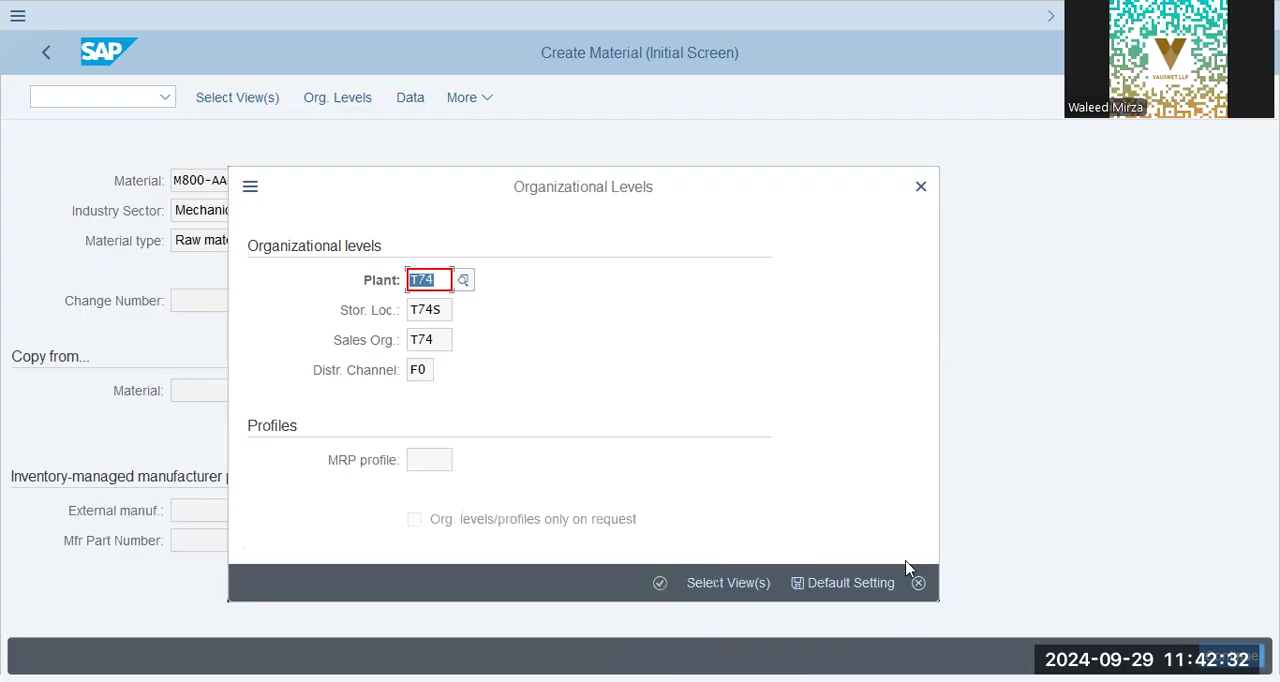 SAP
Create Material (Initial Screen)
VAUSNET LLP
Waleed Mirza
Select View(s)
Org. Levels
Data
More
Material: M800-AA
Industry Sector: Mechanic
Material type: Raw mate
Change Number:
Copy from...
Material:
Inventory-managed manufacturer p
External manuf.:
Mfr Part Number:
Organizational Levels
Organizational levels
Plant: T74
Stor. Loc.: T74S
Sales Org.: T74
Distr. Channel: F0
Profiles
MRP profile:
Org. levels/profiles only on request
Select View(s)
Default Setting
2024-09-29 11:42:32